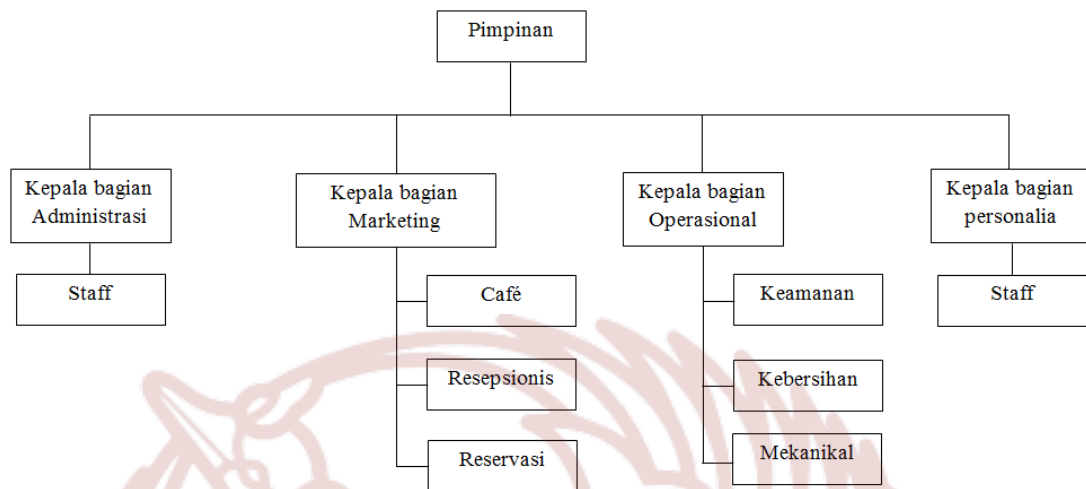 Pimpinan
Kepala bagian
Administrasi
Kepala bagian
Marketing
Kepala bagian
Operasional
Kepala bagian
personalia
Staff
Café
Keamanan
Staff
Resepsionis
Kebersihan
Reservasi
Mekanikal